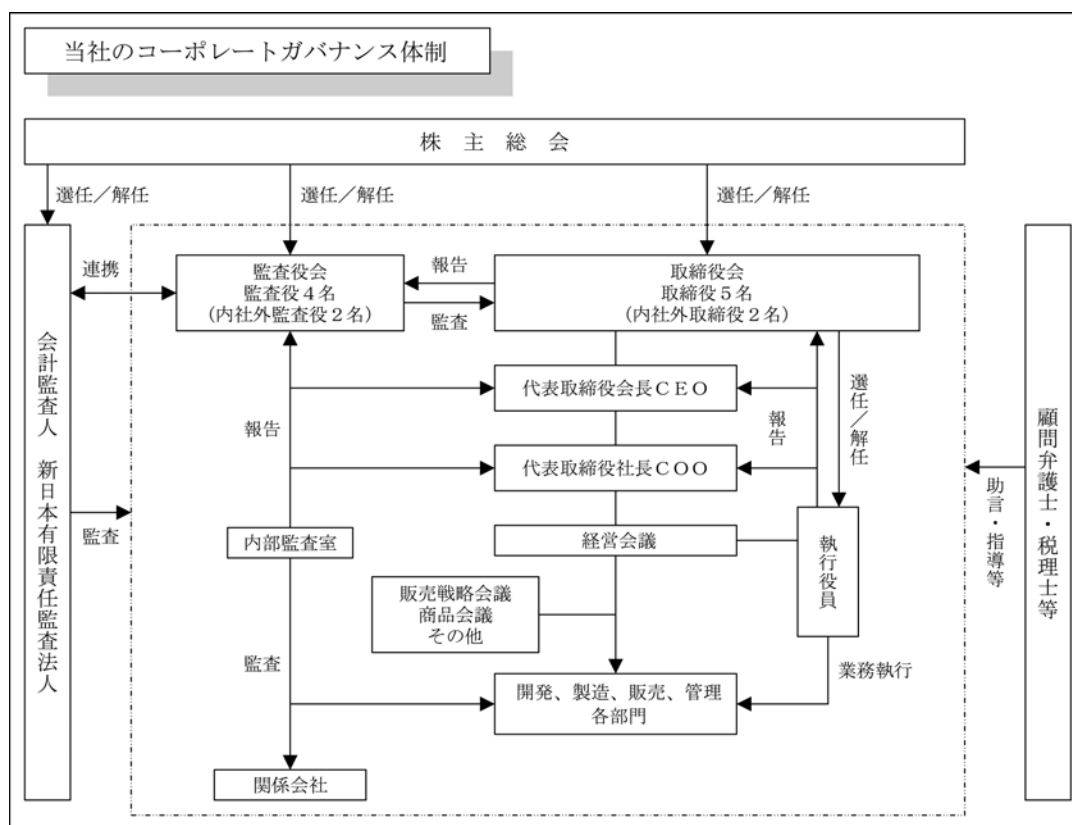 当社のコーポレートガバナンス体制
株　主　総　会
選任／解任
選任／解任
選任／解任
連携
監査役会
監査役４名
(内社外監査役２名)
報告
監査
取締役会
取締役５名
(内社外取締役２名)
代表取締役会長ＣＥＯ
選任／解任
報告
報告
代表取締役社長ＣＯＯ
会計監査人　新日本有限責任監査法人
監査
内部監査室
経営会議
執行役員
助言・指導等
顧問弁護士・税理士等
販売戦略会議
商品会議
その他
監査
業務執行
開発、製造、販売、管理
各部門
関係会社